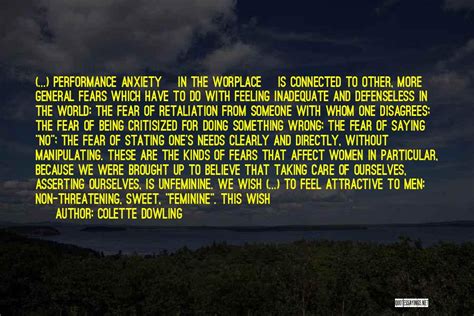 (...) PERFORMANCE ANXIETY [IN THE WORPLACE] IS CONNECTED TO OTHER, MORE
GENERAL FEARS WHICH HAVE TO DO WITH FEELING INADEQUATE AND DEFENSELESS IN
THE WORLD: THE FEAR OF RETALIATION FROM SOMEONE WITH WHOM ONE DISAGREES;
THE FEAR OF BEING CRITISIZED FOR DOING SOMETHING WRONG; THE FEAR OF SAYING
"NO"; THE FEAR OF STATING ONE'S NEEDS CLEARLY AND DIRECTLY, WITHOUT
MANIPULATING. THESE ARE THE KINDS OF FEARS THAT AFFECT WOMEN IN PARTICULAR,
BECAUSE WE WERE BROUGHT UP TO BELIEVE THAT TAKING CARE OF OURSELVES,
ASSERTING OURSELVES, IS UNFEMININE. WE WISH (...) TO FEEL ATTRACTIVE TO MEN:
NON-THREATENING, SWEET, "FEMININE". THIS WISH
AUTHOR: COLETTE DOWLING
QUOTESSAYINGS.NET